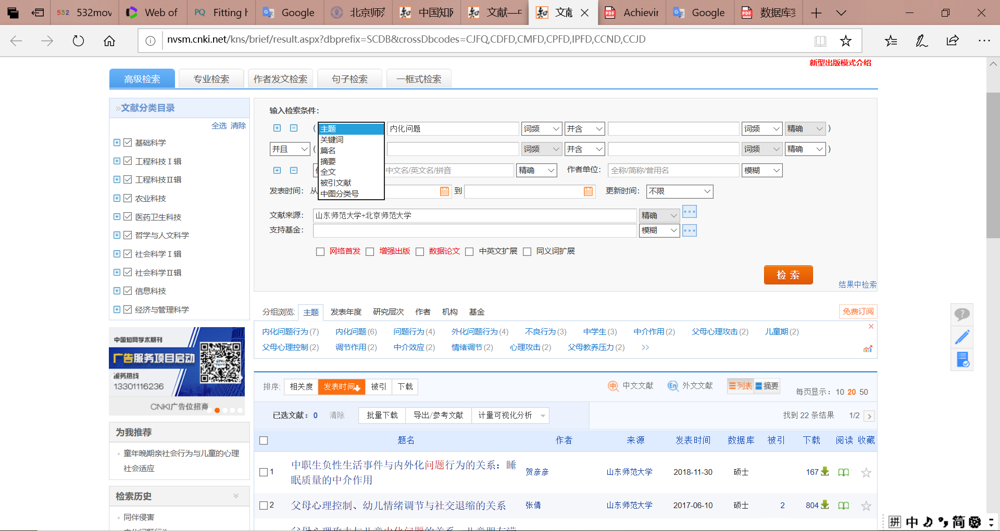 532 532mov
Web of
PQ Fitting h
Google
北京师范
中国知网
文献—中
文献
PDF Achievin
Google
PDF 数据库实
nvsm.cnki.net/kns/brief/result.aspx?dbprefix=SCDB&crossDbcodes=CJFQ,CDFD,CMFD,CPFD,IPFD,CCND,CCJD
新型出版模式介绍
高级检索 专业检索 作者发文检索 句子检索 一框式检索
»文献分类目录
全选 清除
基础科学
工程科技Ⅰ辑
工程科技Ⅱ辑
农业科技
医药卫生科技
哲学与人文科学
社会科学Ⅰ辑
社会科学Ⅱ辑
信息科技
经济与管理科学
输入检索条件:
( 主题 内化问题 词频 并含 词频 精确 )
关键词
并且 ( 篇名 词频 并含 词频 精确 )
摘要
全文 中文名/英文名/拼音 精确 作者单位: 全称/简称/曾用名 模糊
被引文献
发表时间: 从 中图分类号 到 更新时间: 不限
文献来源: 山东师范大学+北京师范大学 精确
支持基金: 模糊
网络首发 增强出版 数据论文 中英文扩展 同义词扩展
检 索
结果中检索
分组浏览: 主题 发表年度 研究层次 作者 机构 基金 免费订阅
内化问题行为(7) 内化问题(6) 问题行为(4) 外化问题行为(4) 不良行为(3) 中学生(3) 中介作用(2) 父母心理攻击(2) 儿童期(2)
父母心理控制(2) 调节作用(2) 中介效应(2) 情绪调节(2) 心理攻击(2) 父母教养压力(2) >>
中国知网学术期刊
广告服务项目启动
服务热线
13301116236
CNKI广告位招商
排序: 相关度 发表时间 被引 下载 中文文献 En 外文文献 列表 摘要 每页显示: 10 20 50
已选文献: 0 清除 批量下载 导出/参考文献 计量可视化分析 找到 22 条结果 1/2
题名 作者 来源 发表时间 数据库 被引 下载 阅读 收藏
1 中职生负性生活事件与内外化问题行为的关系：睡眠质量的中介作用 贺彦彦 山东师范大学 2018-11-30 硕士 167
2 父母心理控制、幼儿情绪调节与社交退缩的关系 张倩 山东师范大学 2017-06-10 硕士 2 804
为我推荐
童年晚期亲社会行为与儿童的心理
社会适应
检索历史
同伴侵害
拼 中 简